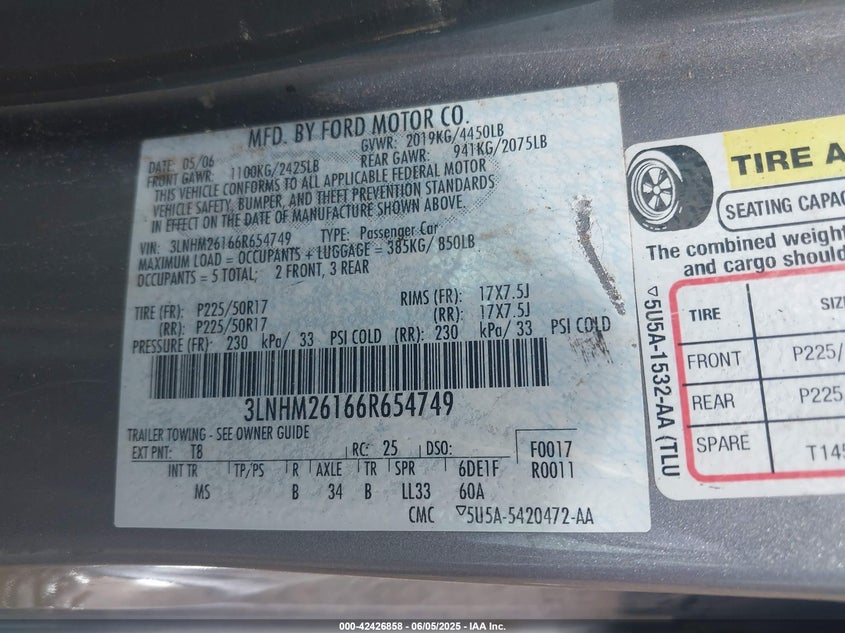 MFD. BY FORD MOTOR CO.
DATE: 05/06 GVWR: 2019KG/4450LB
FRONT GAWR: 1100KG/2425LB REAR GAWR: 941KG/2075LB
THIS VEHICLE CONFORMS TO ALL APPLICABLE FEDERAL MOTOR
VEHICLE SAFETY, BUMPER, AND THEFT PREVENTION STANDARDS
IN EFFECT ON THE DATE OF MANUFACTURE SHOWN ABOVE.
VIN: 3LNHM26166R654749 TYPE: Passenger Car
MAXIMUM LOAD = OCCUPANTS + LUGGAGE = 385KG/ 850LB
OCCUPANTS = 5 TOTAL; 2 FRONT, 3 REAR
TIRE (FR): P225/50R17 RIMS (FR): 17X7.5J
(RR): P225/50R17 (RR): 17X7.5J
PRESSURE (FR): 230 kPa/ 33 PSI COLD (RR): 230 kPa/ 33 PSI COLD
3LNHM26166R654749
TRAILER TOWING - SEE OWNER GUIDE
EXT PNT: T8 RC: 25 DSO: F0017
INT TR TP/PS R AXLE TR SPR 6DE1F R0011
MS B 34 B LL33 60A
CMC ▽5U5A-5420472-AA
TIRE A
SEATING CAPAC
The combined weight
and cargo should
▽5U5A-1532-AA (TLU
TIRE SIZ
FRONT P225/
REAR P225
SPARE T145
000-42426858 - 06/05/2025 - IAA Inc.